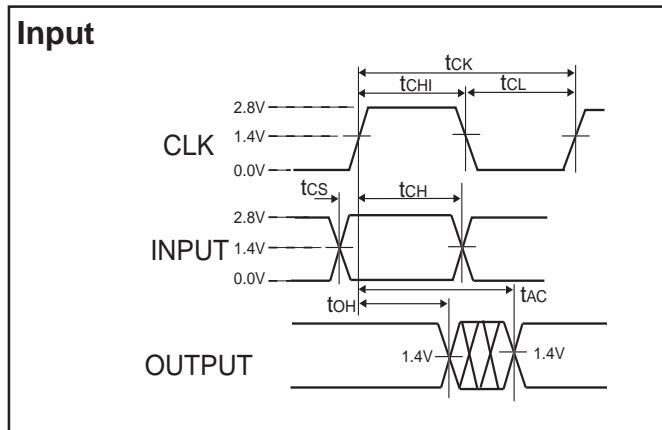 Input
tCK
tCHI
tCL
2.8V
CLK
1.4V
0.0V
tCS
tCH
2.8V
INPUT
1.4V
0.0V
tAC
tOH
1.4V
1.4V
OUTPUT